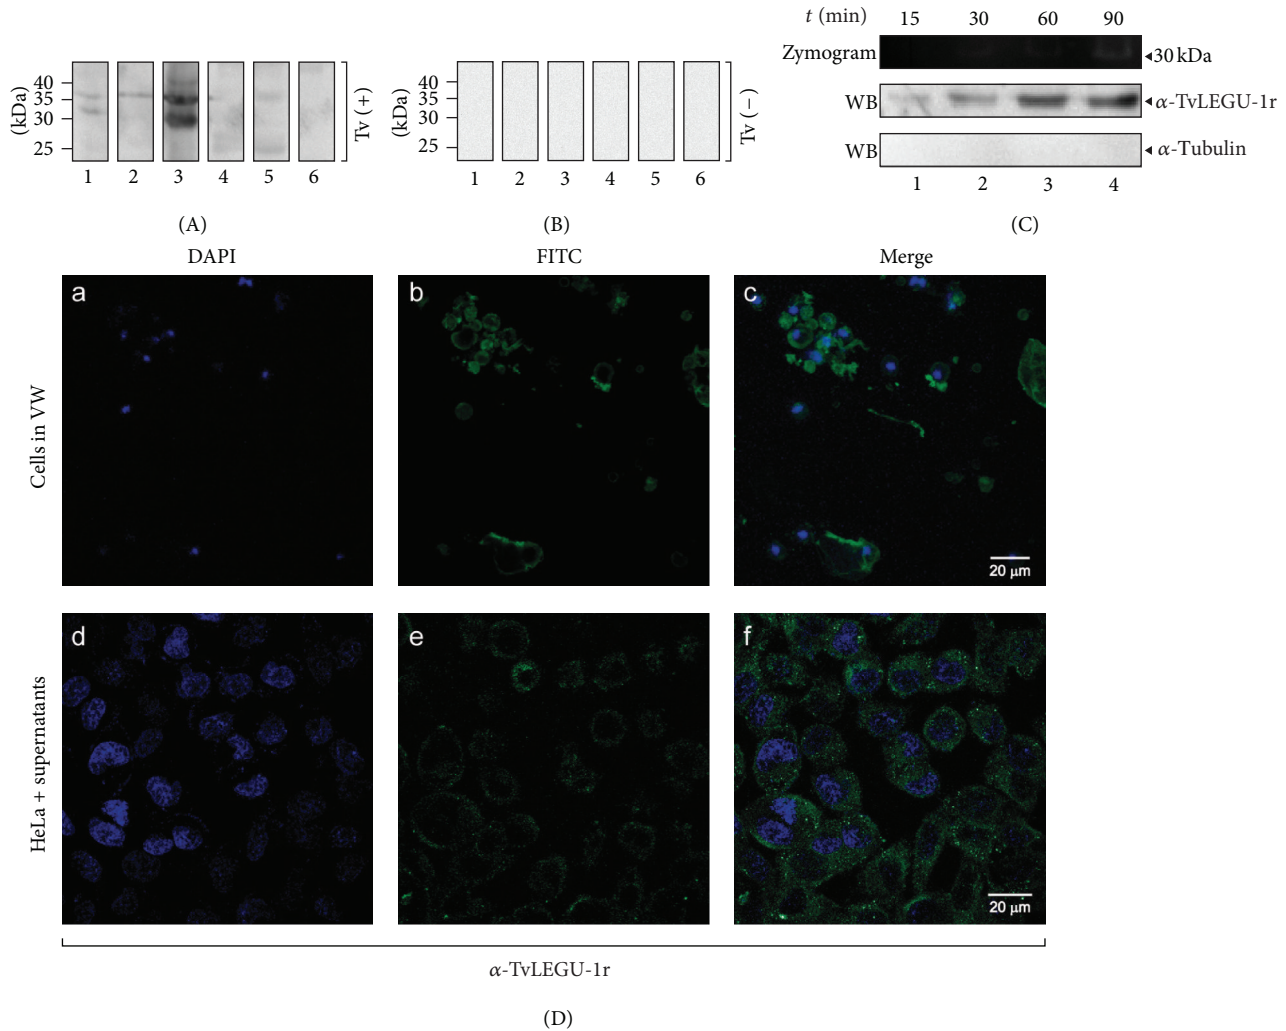 t (min) 15 30 60 90
Zymogram
30 kDa
WB
α-TvLEGU-1r
WB
α-Tubulin
1 2 3 4
(C)
(kDa)
40
35
30
25
Tv (+)
1 2 3 4 5 6
(A)
(kDa)
40
35
30
25
Tv (−)
1 2 3 4 5 6
(B)
DAPI FITC Merge
Cells in VW
a b c
20 μm
HeLa + supernatants
d e f
20 μm
α-TvLEGU-1r
(D)